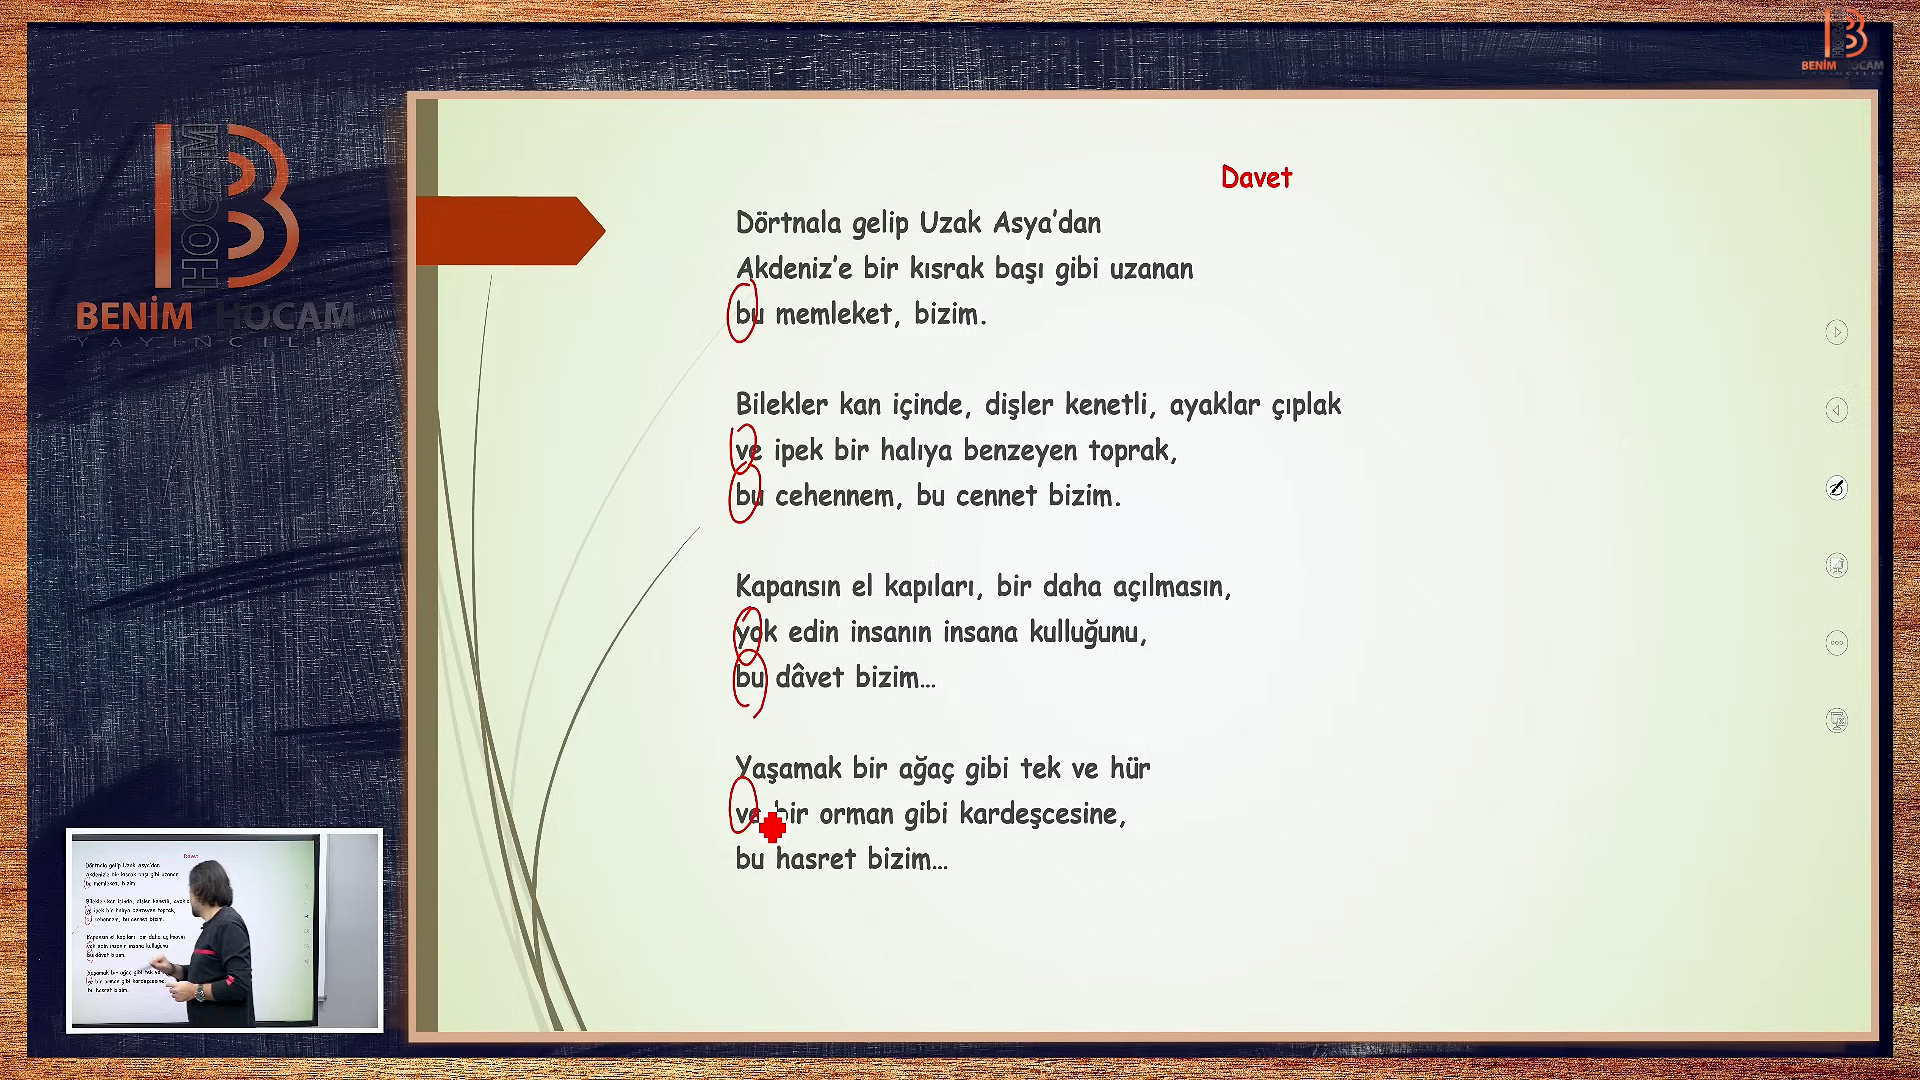 BENİM HOCAM
B
HOCAM
BENİM HOCAM
YAYINCILIK
Davet
Dörtnala gelip Uzak Asya'dan
Akdeniz'e bir kısrak başı gibi uzanan
bu memleket, bizim.
Bilekler kan içinde, dişler kenetli, ayaklar çıplak
ve ipek bir halıya benzeyen toprak,
bu cehennem, bu cennet bizim.
Kapansın el kapıları, bir daha açılmasın,
yok edin insanın insana kulluğunu,
bu dâvet bizim…
Yaşamak bir ağaç gibi tek ve hür
ve bir orman gibi kardeşcesine,
bu hasret bizim…